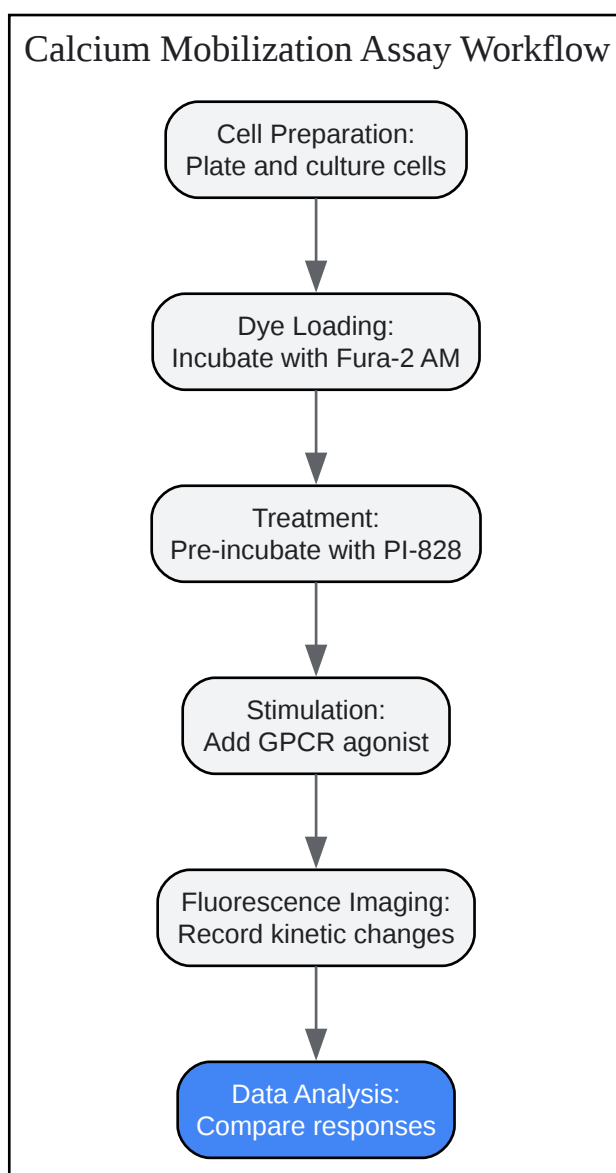 Calcium Mobilization Assay Workflow
Cell Preparation:
Plate and culture cells
Dye Loading:
Incubate with Fura-2 AM
Treatment:
Pre-incubate with PI-828
Stimulation:
Add GPCR agonist
Fluorescence Imaging:
Record kinetic changes
Data Analysis:
Compare responses